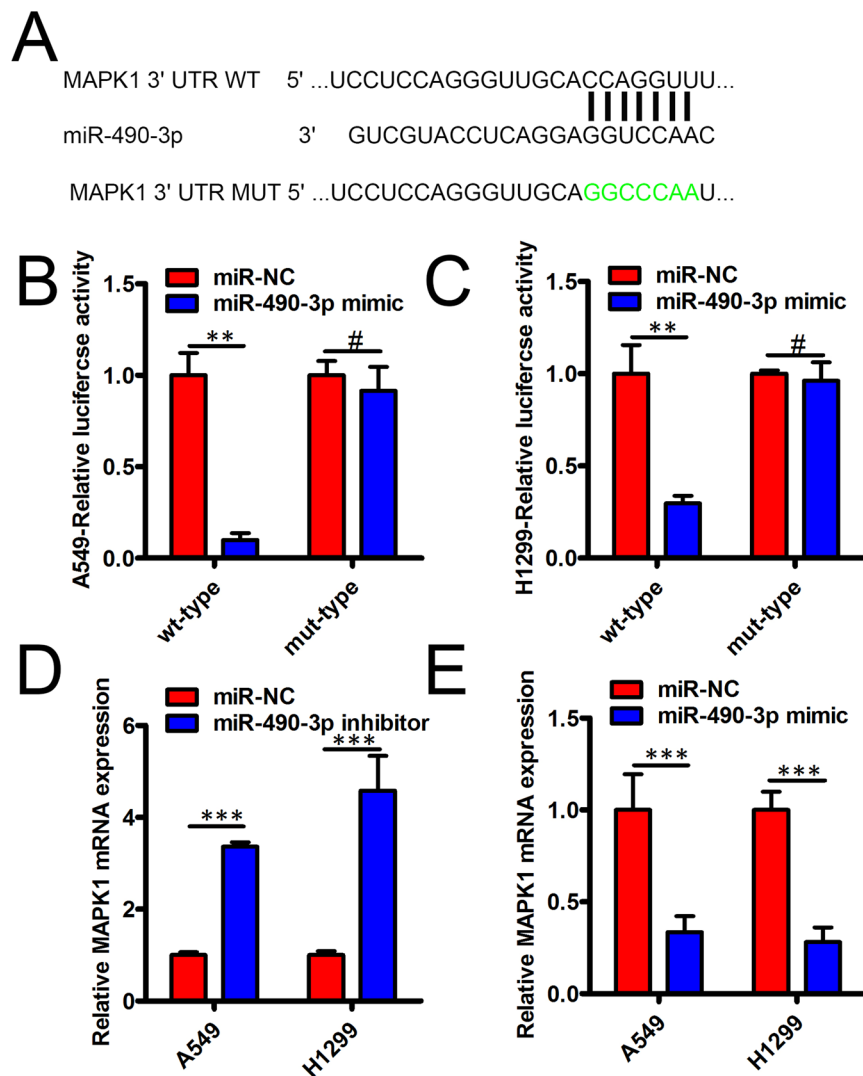 A
MAPK1 3' UTR WT 5' ...UCCUCCAGGGUUGCACCAGGUUU...
miR-490-3p 3' GUCGUACCUCAGGAGGUCCAAC
MAPK1 3' UTR MUT 5' ...UCCUCCAGGGUUGCAGGCCCAAU...
B
A549-Relative lucifercse activity
miR-NC
miR-490-3p mimic
1.5
1.0
0.5
0.0
**
#
wt-type
mut-type
C
H1299-Relative lucifercse activity
miR-NC
miR-490-3p mimic
1.5
1.0
0.5
0.0
**
#
wt-type
mut-type
D
Relative MAPK1 mRNA expression
miR-NC
miR-490-3p inhibitor
6
4
2
0
***
***
A549
H1299
E
Relative MAPK1 mRNA expression
miR-NC
miR-490-3p mimic
1.5
1.0
0.5
0.0
***
***
A549
H1299